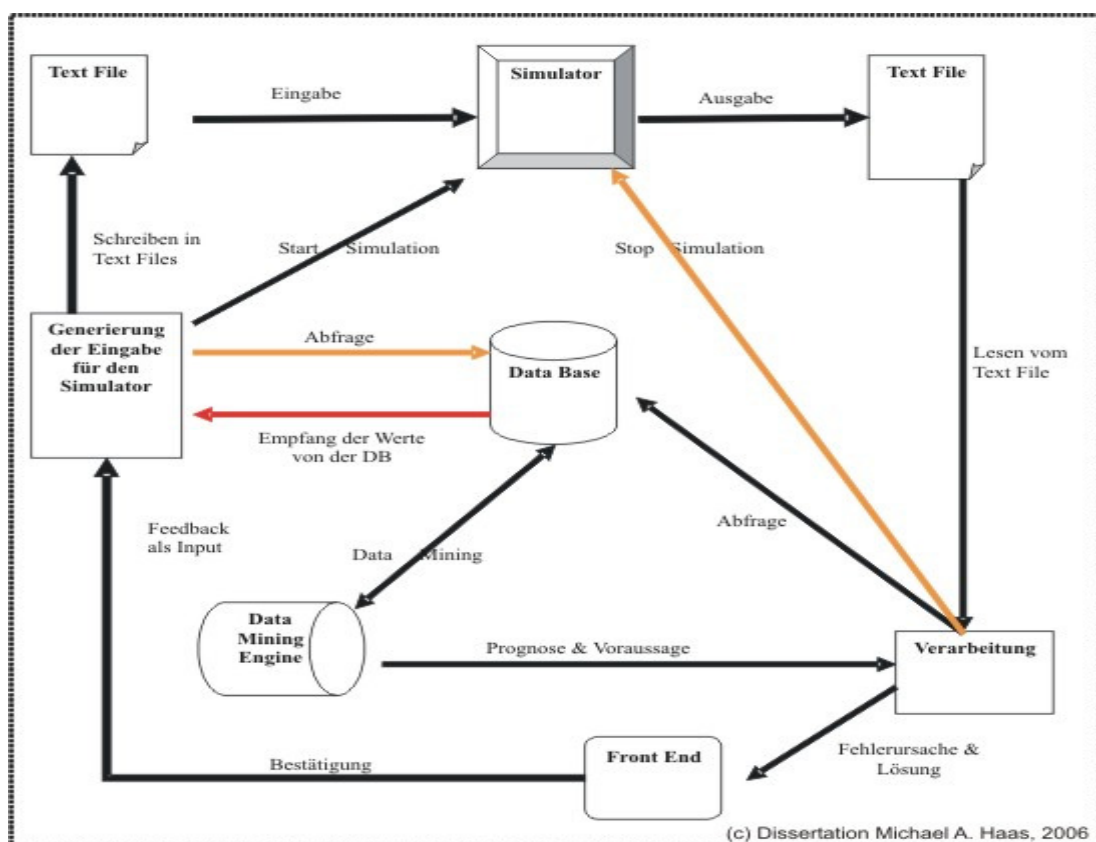 Text File
Simulator
Text File
Eingabe
Ausgabe
Schreiben in
Text Files
Start Simulation
Stop Simulation
Generierung
der Eingabe
für den
Simulator
Abfrage
Data Base
Lesen vom
Text File
Empfang der Werte
von der DB
Feedback
als Input
Data Mining
Abfrage
Data
Mining
Engine
Prognose & Voraussage
Verarbeitung
Bestätigung
Front End
Fehlerursache &
Lösung
(c) Dissertation Michael A. Haas, 2006